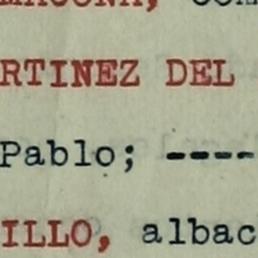 RTINEZ DEL
Pablo; ----
ILLO, albac